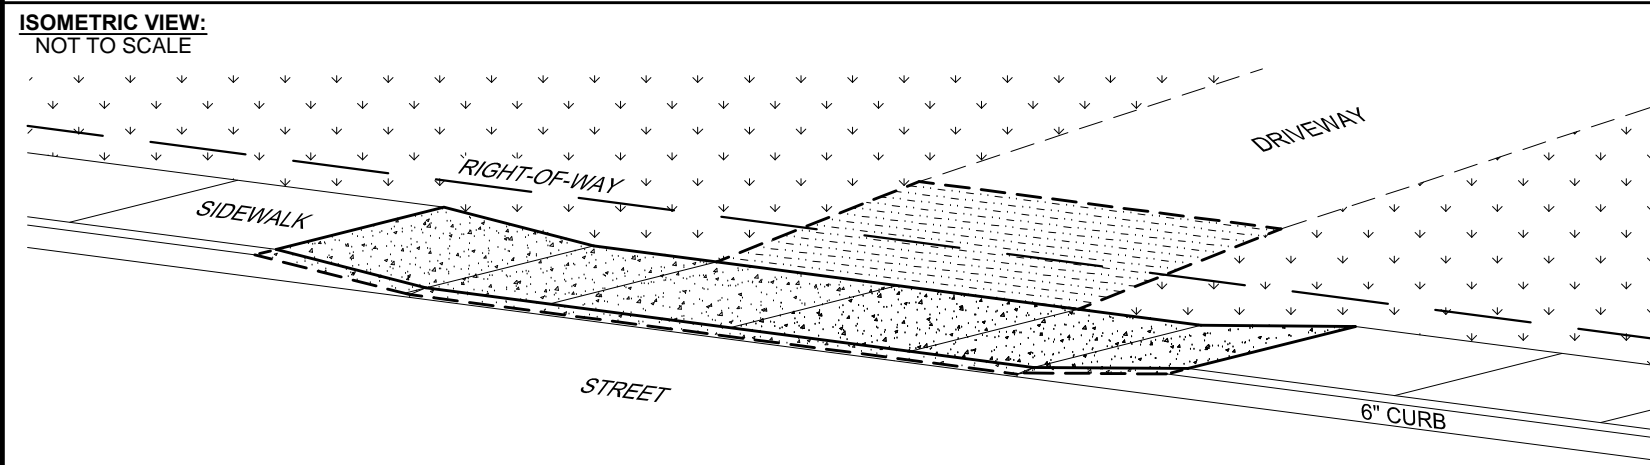 ISOMETRIC VIEW:
NOT TO SCALE
DRIVEWAY
RIGHT-OF-WAY
SIDEWALK
STREET
6" CURB